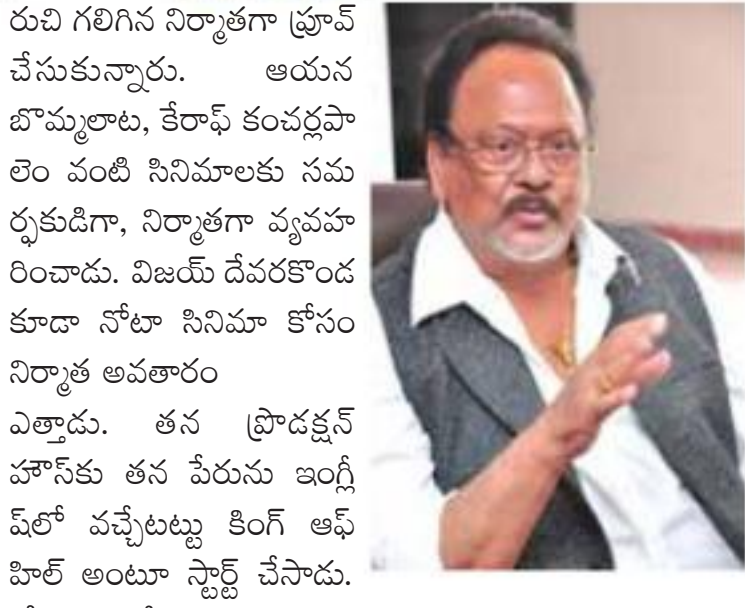 రుచి గలిగిన నిర్మాతగా ప్రూవ్
చేసుకున్నారు. ఆయన
బొమ్మలాట, కేరాఫ్ కంచర్లపా
లెం వంటి సినిమాలకు సమ
ర్ఫకుడిగా, నిర్మాతగా వ్యవహ
రించాడు. విజయ్ దేవరకొండ
కూడా నోటా సినిమా కోసం
నిర్మాత అవతారం
ఎత్తాడు. తన ప్రొడక్షన్
హౌస్‌కు తన పేరును ఇంగ్లీ
ష్‌లో వచ్చేటట్టు కింగ్ ఆఫ్
హిల్ అంటూ స్టార్ట్ చేసాడు.